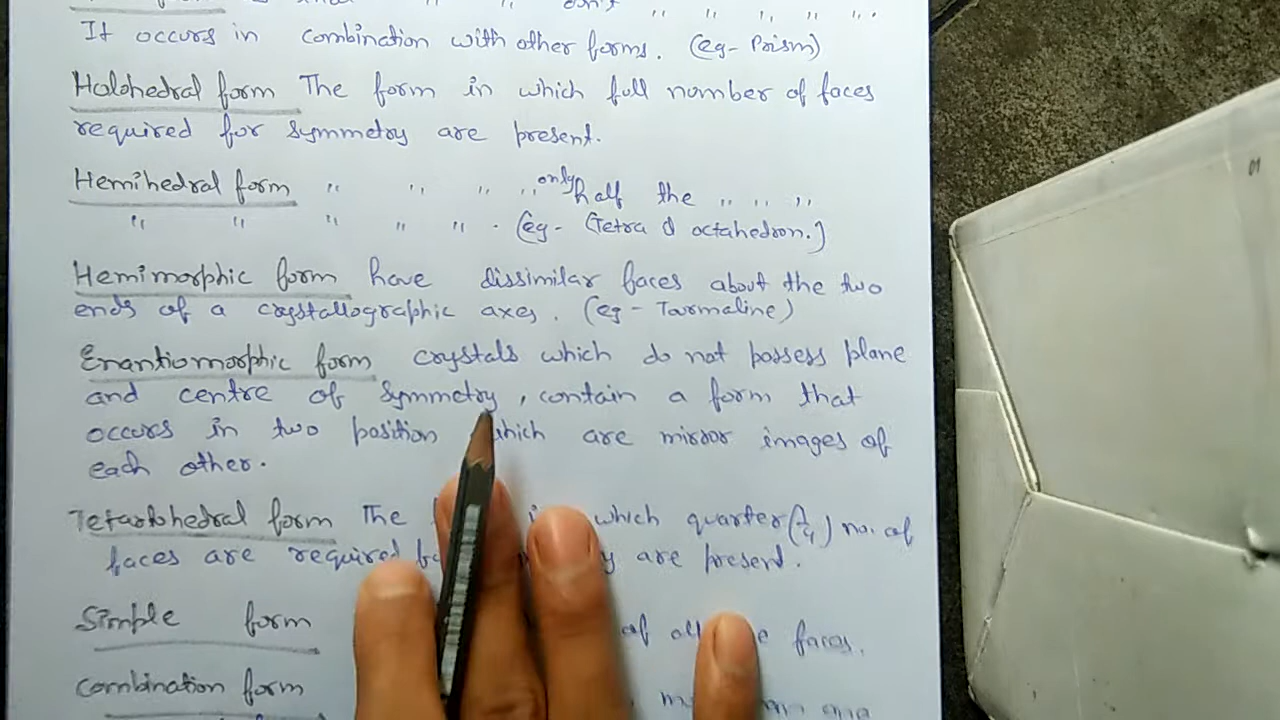 ,, ,, ,, ,, ,, .
It occurs in combination with other forms. (eg- Prism)
Holohedral form The form in which full number of faces
required for symmetry are present.
Hemihedral form ,, ,, ,, ,, only half the ,, ,, ,,
,, ,, ,, ,, ,, . (eg- (Tetra & octahedron.)
Hemimorphic form have dissimilar faces about the two
ends of a crystallographic axes. (eg- Tourmaline)
Enantiomorphic form crystals which do not possess plane
and centre of symmetry, contain a form that
occurs in two position which are mirror images of
each other.
Tetartohedral form The which quarter (1/4) no. of
faces are required are present.
Simple form of faces.
Combination form